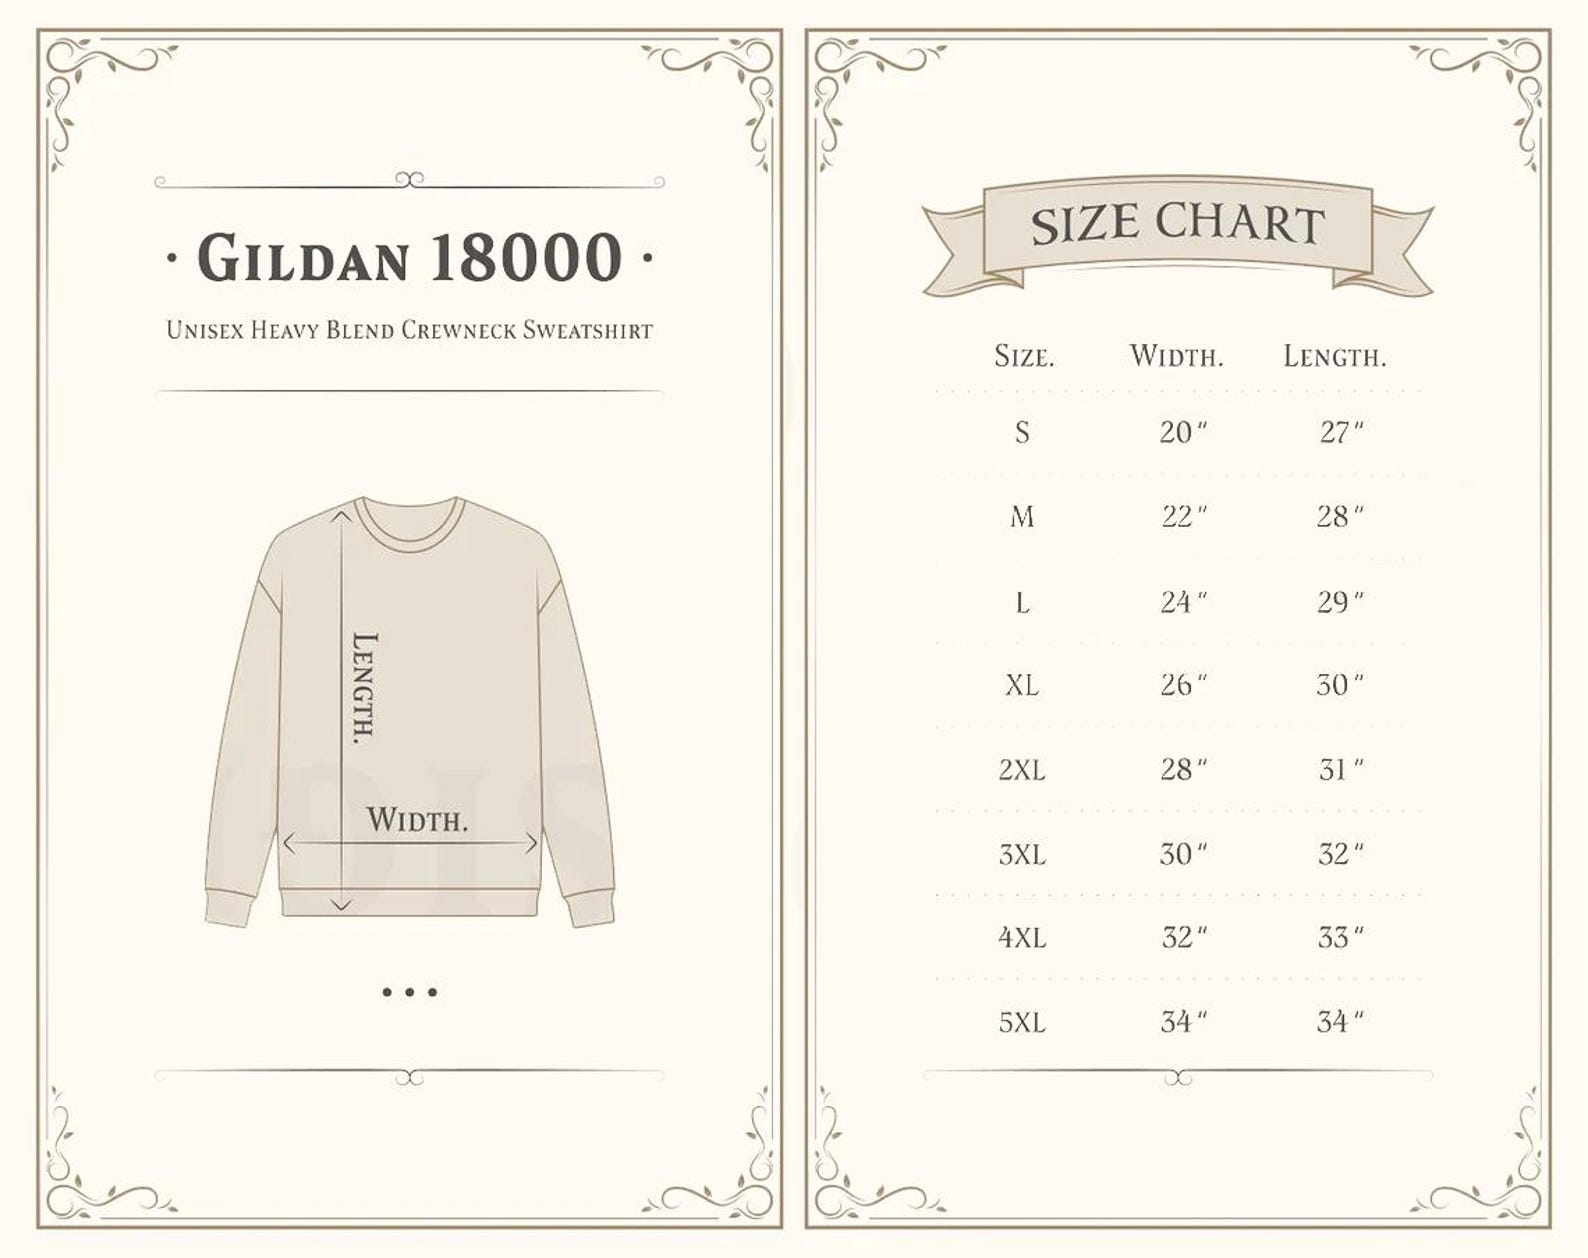 · Gildan 18000 ·
Unisex Heavy Blend Crewneck Sweatshirt
Length.
Width.
SIZE CHART
Size. Width. Length.
S 20" 27"
M 22" 28"
L 24" 29"
XL 26" 30"
2XL 28" 31"
3XL 30" 32"
4XL 32" 33"
5XL 34" 34"